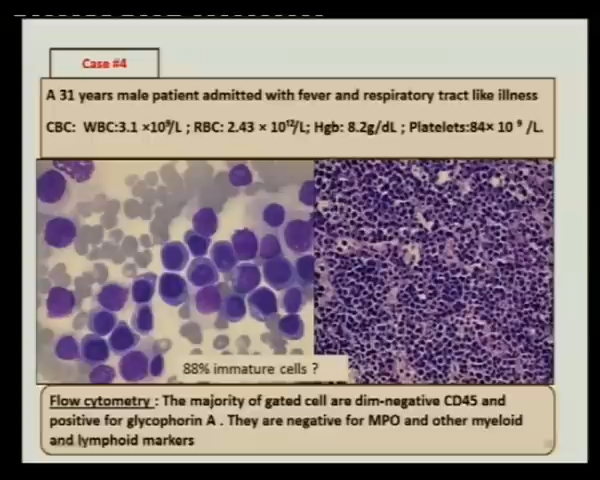 Case #4
A 31 years male patient admitted with fever and respiratory tract like illness
CBC: WBC:3.1 ×10⁹/L ; RBC: 2.43 × 10¹²/L; Hgb: 8.2g/dL ; Platelets:84× 10 ⁹ /L.
88% immature cells ?
Flow cytometry : The majority of gated cell are dim-negative CD45 and
positive for glycophorin A . They are negative for MPO and other myeloid
and lymphoid markers